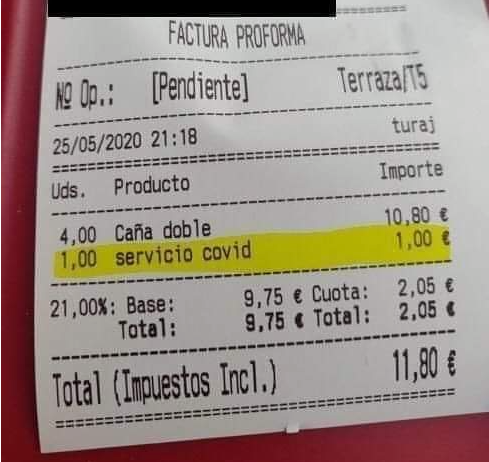 FACTURA PROFORMA
Nº Op.: [Pendiente] Terraza/T5
25/05/2020 21:18 turaj
Uds. Producto Importe
4,00 Caña doble 10,80 €
1,00 servicio covid 1,00 €
21,00%: Base: 9,75 € Cuota: 2,05 €
Total: 9,75 € Total: 2,05 €
Total (Impuestos Incl.) 11,80 €